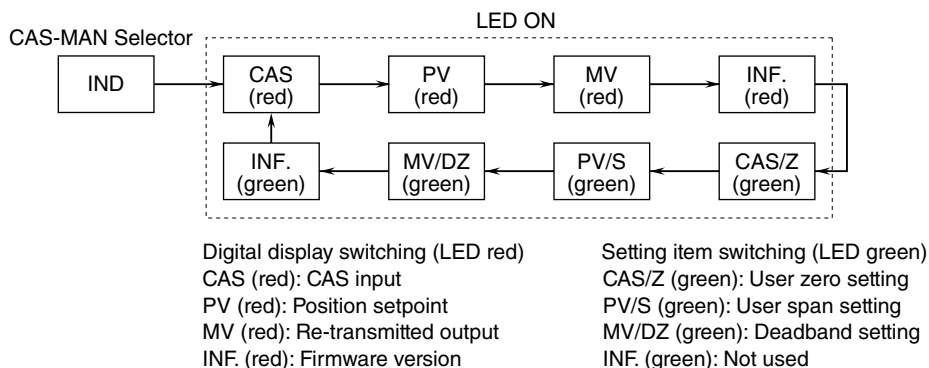 LED ON
CAS-MAN Selector
IND
CAS
(red)
PV
(red)
MV
(red)
INF.
(red)
INF.
(green)
MV/DZ
(green)
PV/S
(green)
CAS/Z
(green)
Digital display switching (LED red)
CAS (red): CAS input
PV (red): Position setpoint
MV (red): Re-transmitted output
INF. (red): Firmware version
Setting item switching (LED green)
CAS/Z (green): User zero setting
PV/S (green): User span setting
MV/DZ (green): Deadband setting
INF. (green): Not used